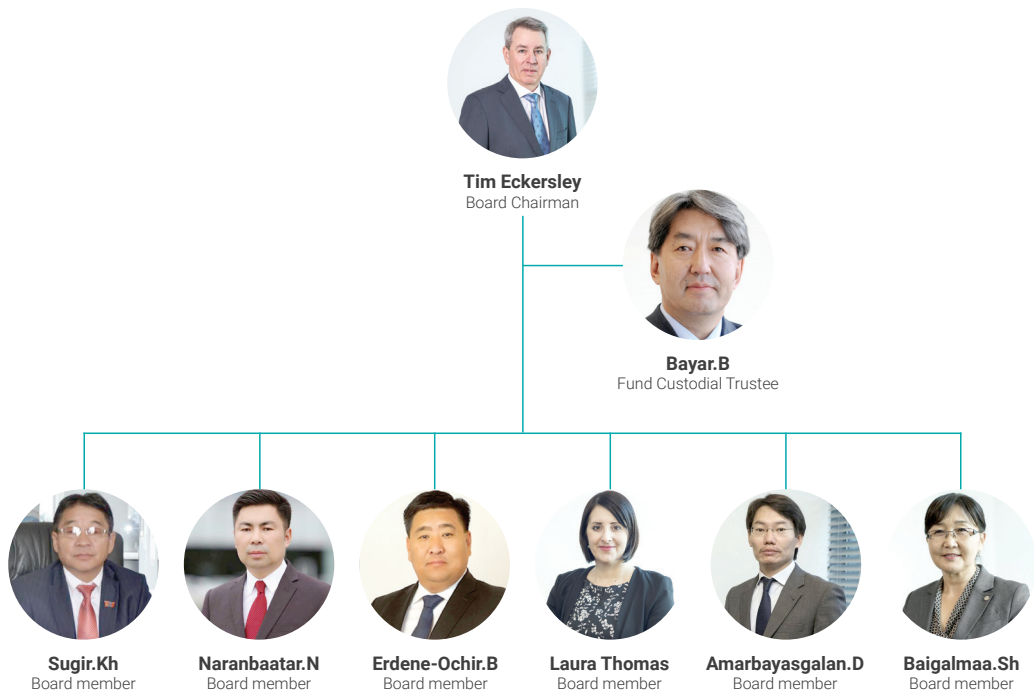 Tim Eckersley
Board Chairman
Bayar.B
Fund Custodial Trustee
Sugir.Kh
Board member
Naranbaatar.N
Board member
Erdene-Ochir.B
Board member
Laura Thomas
Board member
Amarbayasgalan.D
Board member
Baigalmaa.Sh
Board member